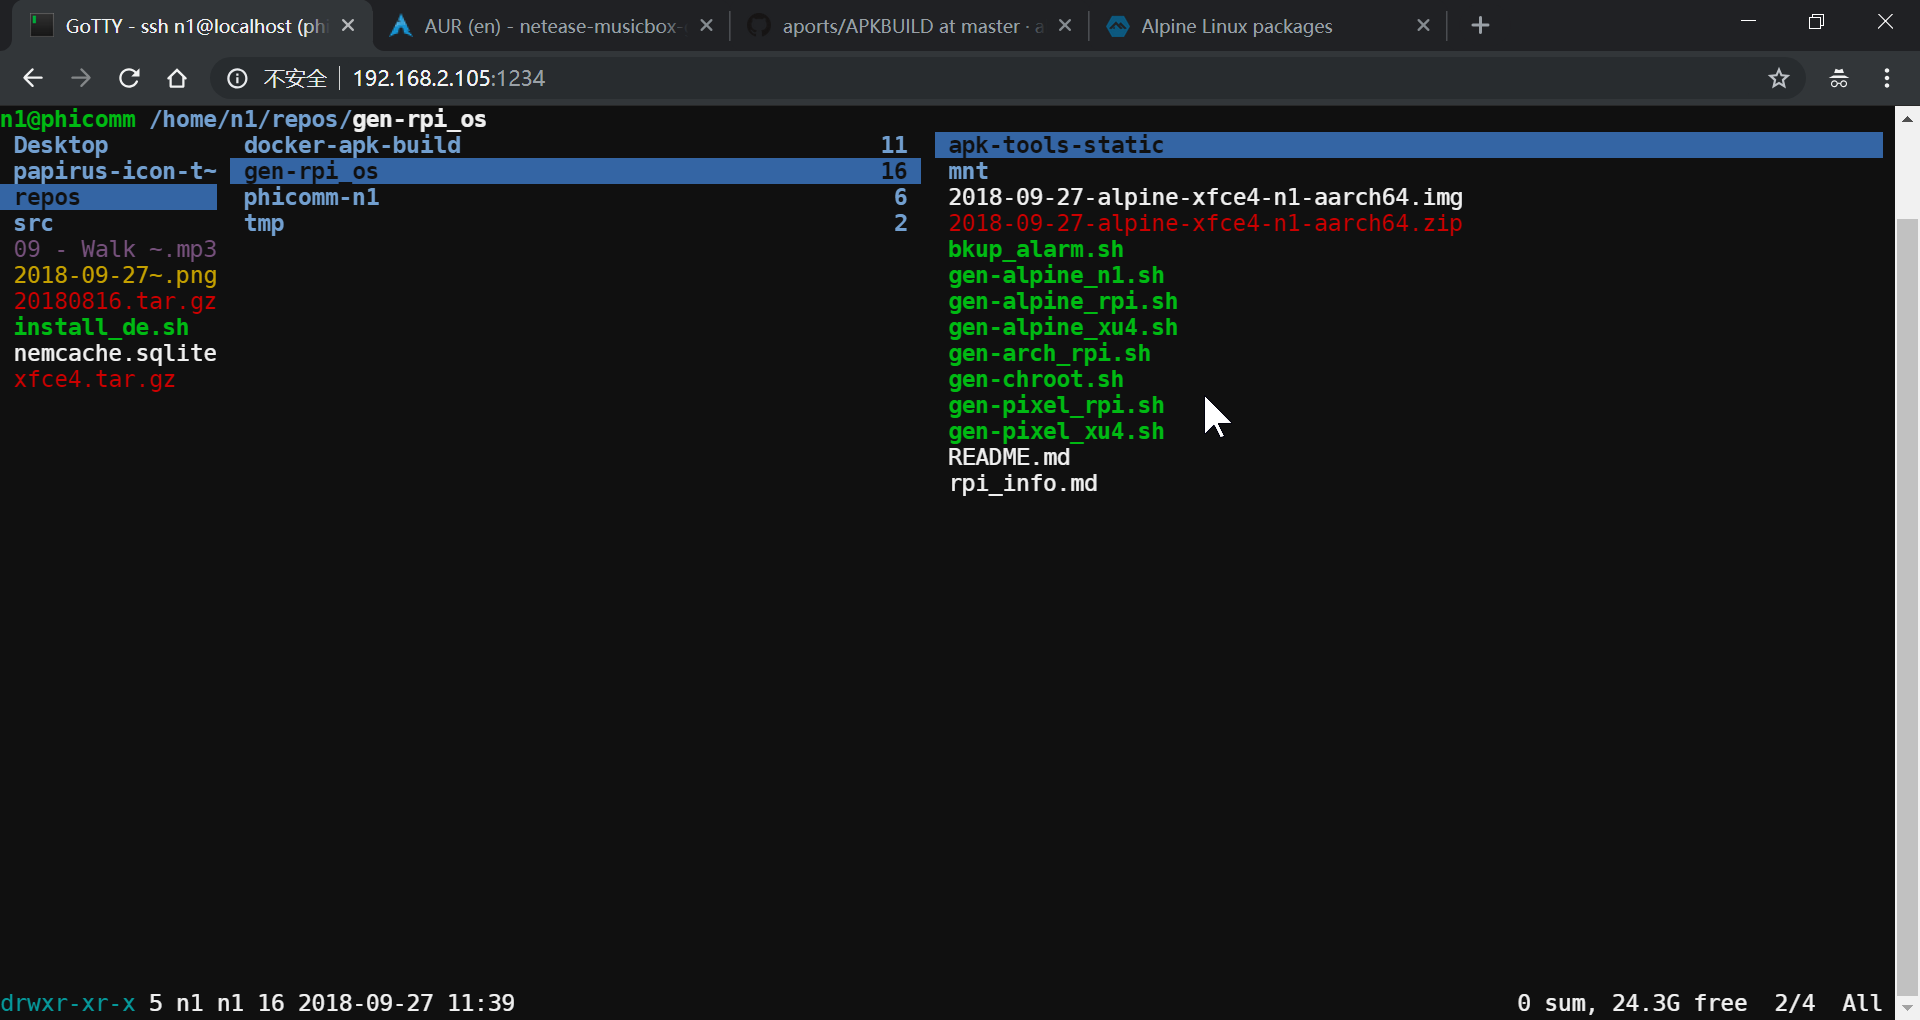 GoTTY - ssh n1@localhost (ph
AUR (en) - netease-musicbox-
aports/APKBUILD at master · a
Alpine Linux packages
不安全 192.168.2.105:1234
n1@phicomm /home/n1/repos/gen-rpi_os
Desktop
papirus-icon-t~
repos
src
09 - Walk ~.mp3
2018-09-27~.png
20180816.tar.gz
install_de.sh
nemcache.sqlite
xfce4.tar.gz
docker-apk-build 11
gen-rpi_os 16
phicomm-n1 6
tmp 2
apk-tools-static
mnt
2018-09-27-alpine-xfce4-n1-aarch64.img
2018-09-27-alpine-xfce4-n1-aarch64.zip
bkup_alarm.sh
gen-alpine_n1.sh
gen-alpine_rpi.sh
gen-alpine_xu4.sh
gen-arch_rpi.sh
gen-chroot.sh
gen-pixel_rpi.sh
gen-pixel_xu4.sh
README.md
rpi_info.md
drwxr-xr-x 5 n1 n1 16 2018-09-27 11:39
0 sum, 24.3G free 2/4 All